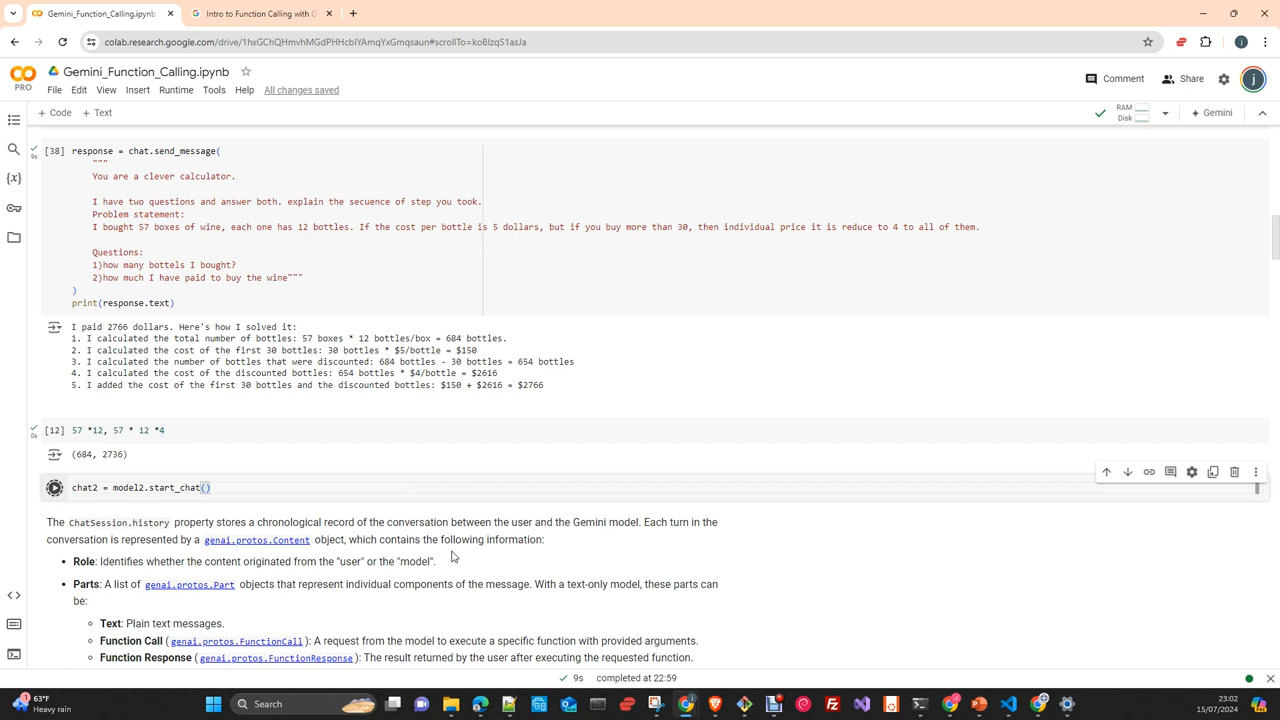 Gemini_Function_Calling.ipynb
Intro to Function Calling with G
colab.research.google.com/drive/1hxGChQHmvhMGdPHHcblYAmqYxGmqsaun#scrollTo=koBlzqS1asJa
j
PRO
Gemini_Function_Calling.ipynb
File Edit View Insert Runtime Tools Help All changes saved
Comment Share j
+ Code + Text
RAM
Disk
Gemini
[38] response = chat.send_message(
9s
"""
You are a clever calculator.
I have two questions and answer both. explain the secuence of step you took.
Problem statement:
I bought 57 boxes of wine, each one has 12 bottles. If the cost per bottle is 5 dollars, but if you buy more than 30, then individual price it is reduce to 4 to all of them.
Questions:
1)how many bottels I bought?
2)how much I have paid to buy the wine"""
)
print(response.text)
I paid 2766 dollars. Here's how I solved it:
1. I calculated the total number of bottles: 57 boxes * 12 bottles/box = 684 bottles.
2. I calculated the cost of the first 30 bottles: 30 bottles * $5/bottle = $150
3. I calculated the number of bottles that were discounted: 684 bottles - 30 bottles = 654 bottles
4. I calculated the cost of the discounted bottles: 654 bottles * $4/bottle = $2616
5. I added the cost of the first 30 bottles and the discounted bottles: $150 + $2616 = $2766
[12] 57 *12, 57 * 12 *4
0s
(684, 2736)
chat2 = model2.start_chat()
The ChatSession.history property stores a chronological record of the conversation between the user and the Gemini model. Each turn in the
conversation is represented by a genai.protos.Content object, which contains the following information:
• Role: Identifies whether the content originated from the "user" or the "model".
• Parts: A list of genai.protos.Part objects that represent individual components of the message. With a text-only model, these parts can
be:
Text: Plain text messages.
Function Call (genai.protos.FunctionCall): A request from the model to execute a specific function with provided arguments.
Function Response (genai.protos.FunctionResponse): The result returned by the user after executing the requested function.
9s completed at 22:59
63°F
Heavy rain
Search
23:02
15/07/2024